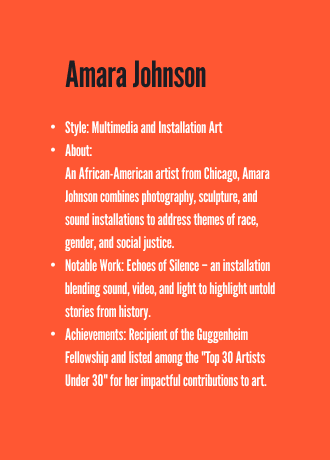 Amara Johnson
• Style: Multimedia and Installation Art
• About:
An African-American artist from Chicago, Amara
Johnson combines photography, sculpture, and
sound installations to address themes of race,
gender, and social justice.
• Notable Work: Echoes of Silence – an installation
blending sound, video, and light to highlight untold
stories from history.
• Achievements: Recipient of the Guggenheim
Fellowship and listed among the "Top 30 Artists
Under 30" for her impactful contributions to art.